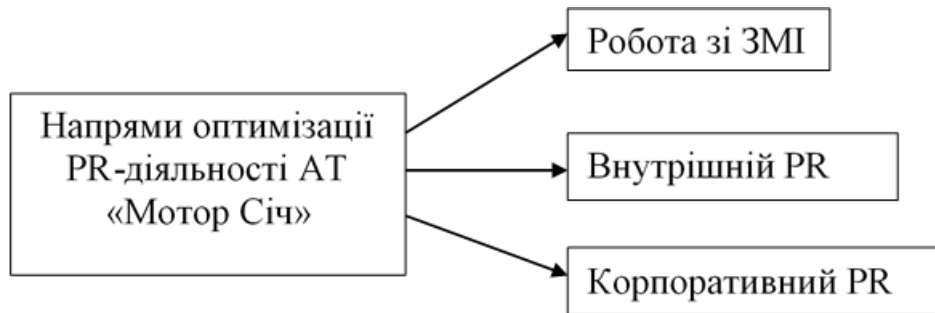 Напрями оптимізації
PR-діяльності АТ
«Мотор Січ»
Робота зі ЗМІ
Внутрішній PR
Корпоративний PR